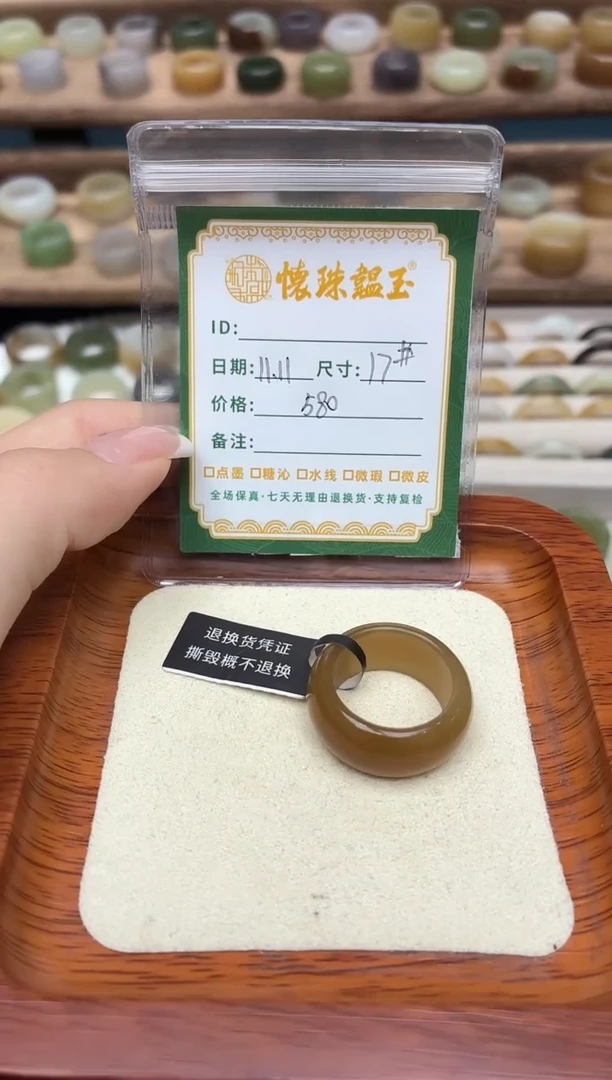 懷珠韞玉®
ID:
日期:11.11 尺寸:17#
价格: 580
备注:
☐点墨 ☐糖沁 ☐水线 ☐微瑕 ☐微皮
全场保真·七天无理由退换货·支持复检
退换货凭证
撕毁概不退换